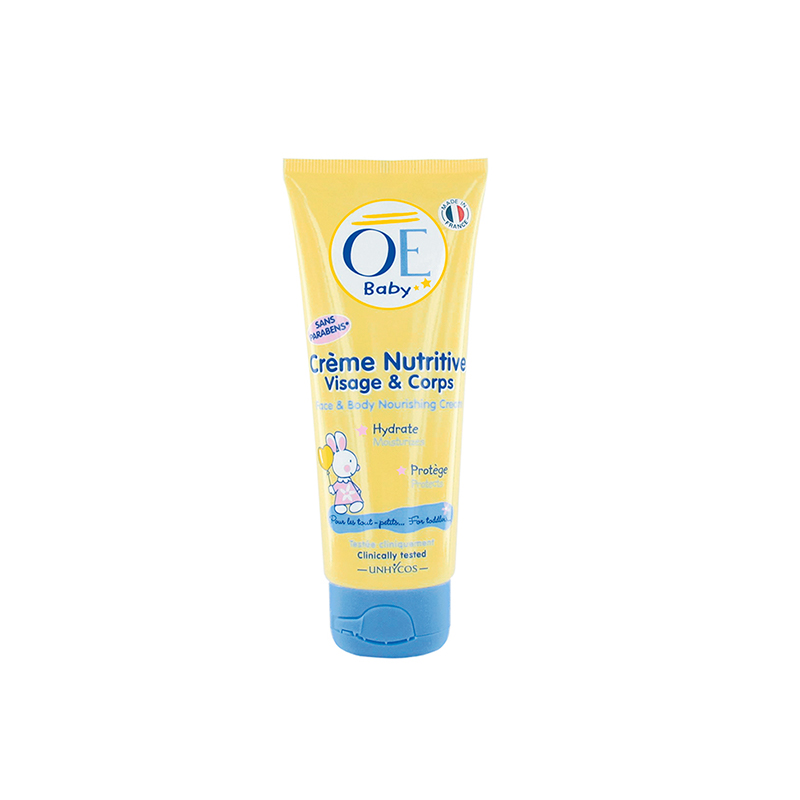 MADE IN
FRANCE
OE
Baby
SANS
PARABENS*
Crème Nutritive
Visage & Corps
Face & Body Nourishing Cream
Hydrate
Moisturises
Protège
Protects
Pour les tout-petits... For toddlers...
Testée cliniquement
Clinically tested
UNHYCOS